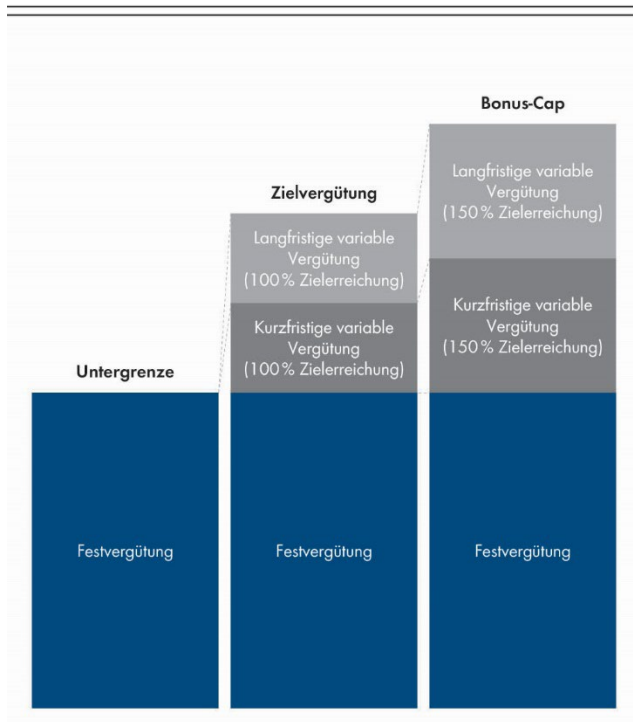 Bonus-Cap
Langfristige variable
Vergütung
(150 % Zielerreichung)
Kurzfristige variable
Vergütung
(150 % Zielerreichung)
Zielvergütung
Langfristige variable
Vergütung
(100 % Zielerreichung)
Kurzfristige variable
Vergütung
(100 % Zielerreichung)
Untergrenze
Festvergütung
Festvergütung
Festvergütung